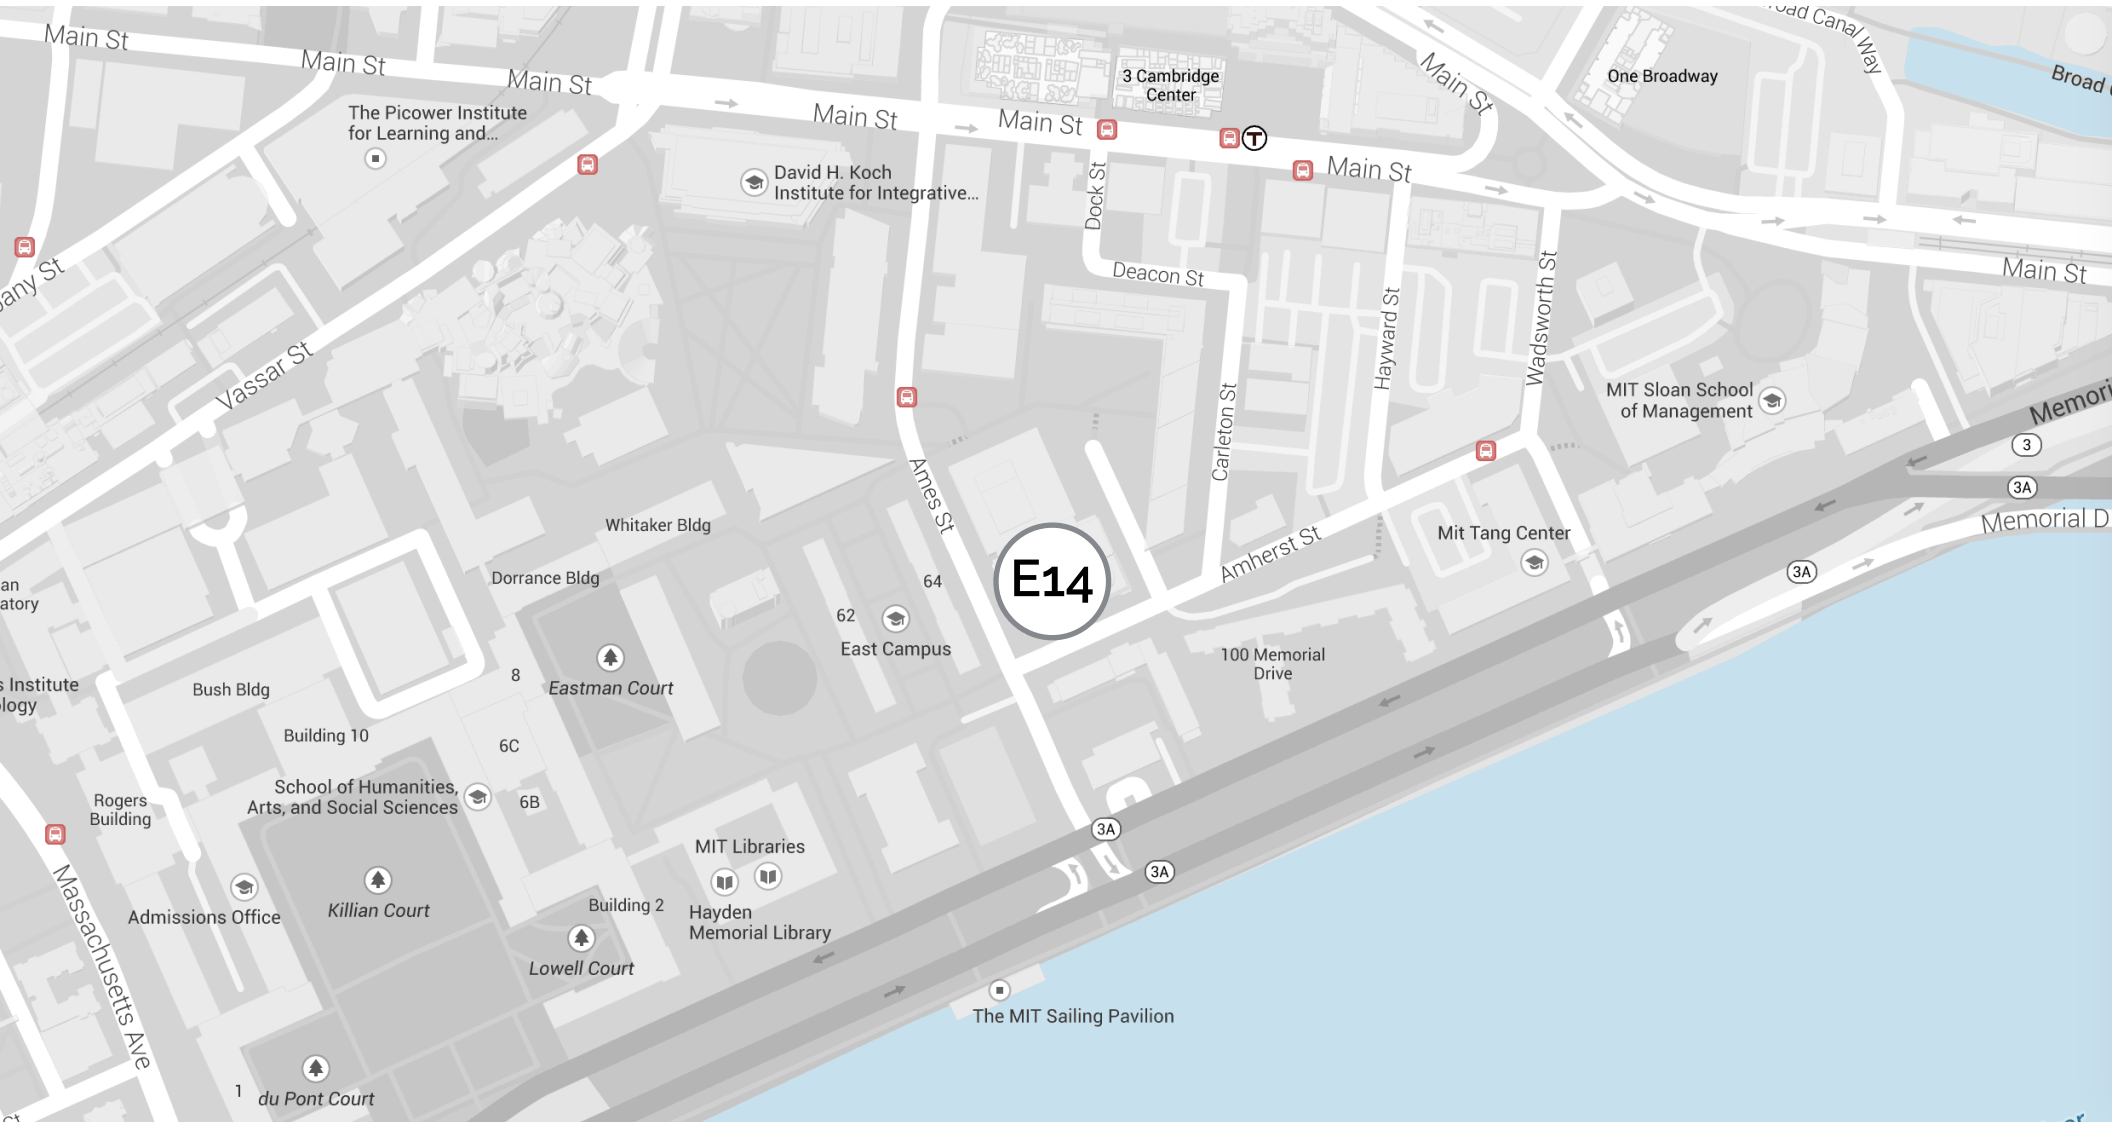 Main St
Main St
Main St
Main St
Main St
Main St
Main St
Main St
3 Cambridge
Center
T
One Broadway
oad Canal Way
Broad
The Picower Institute
for Learning and...
David H. Koch
Institute for Integrative...
Dock St
Deacon St
Hayward St
Wadsworth St
Carleton St
any St
Vassar St
MIT Sloan School
of Management
Memori
3
3A
Memorial D
Ames St
Whitaker Bldg
Dorrance Bldg
64
62
East Campus
E14
Amherst St
Mit Tang Center
3A
an
atory
s Institute
logy
Bush Bldg
8
Eastman Court
100 Memorial
Drive
Building 10
6C
School of Humanities,
Arts, and Social Sciences
6B
Rogers
Building
MIT Libraries
3A
3A
Massachusetts Ave
Admissions Office
Killian Court
Building 2
Hayden
Memorial Library
Lowell Court
The MIT Sailing Pavilion
1
du Pont Court